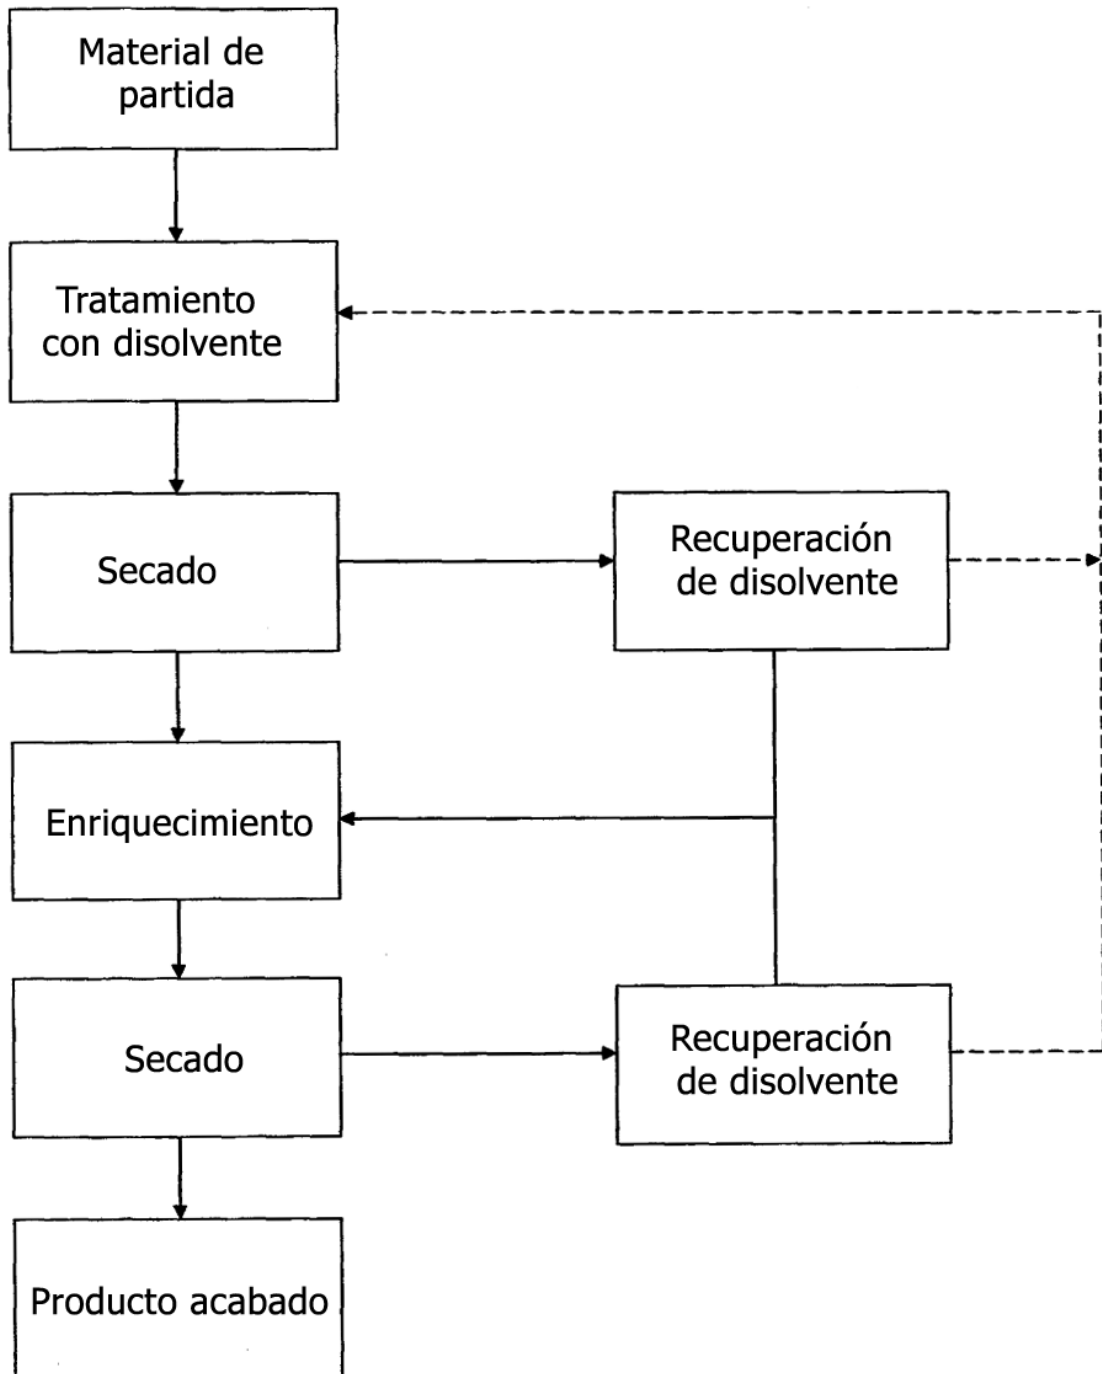 Material de
partida
Tratamiento
con disolvente
Secado
Recuperación
de disolvente
Enriquecimiento
Secado
Recuperación
de disolvente
Producto acabado